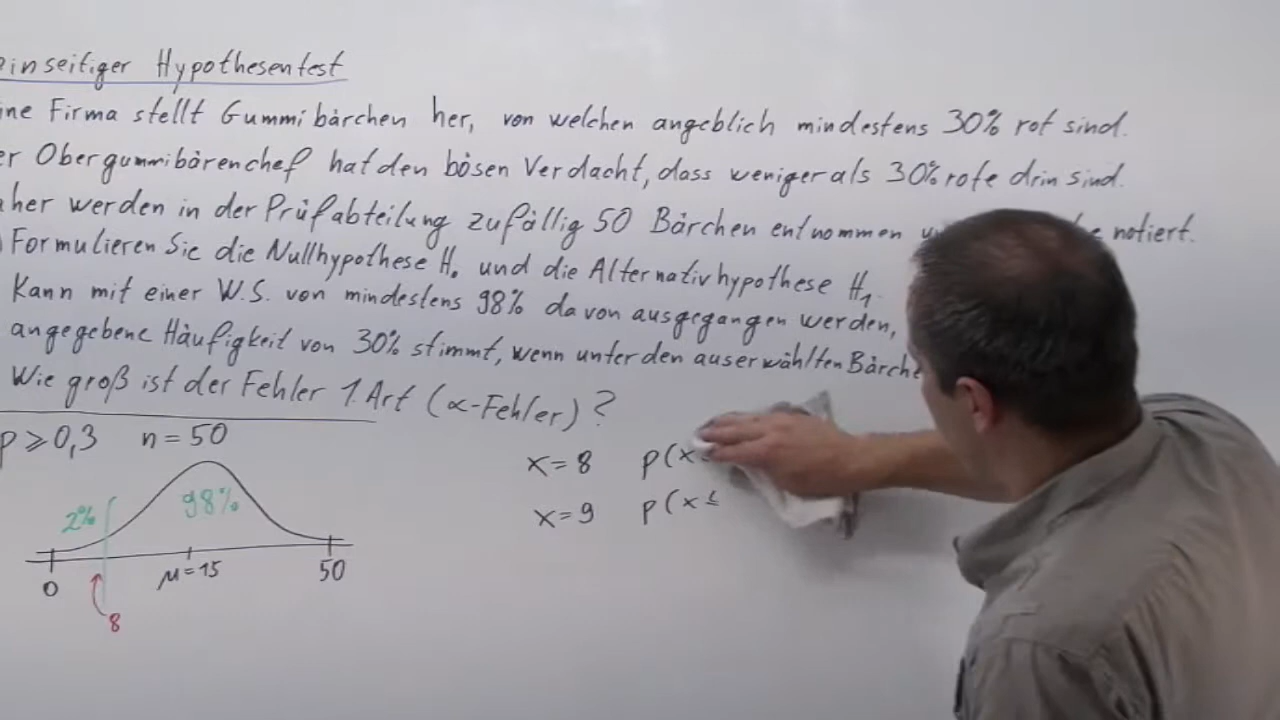 inseitiger Hypothesentest
ine Firma stellt Gummibärchen her, von welchen angeblich mindestens 30% rot sind.
er Obergummibärenchef hat den bösen Verdacht, dass weniger als 30% rote drin sind.
aher werden in der Prüfabteilung zufällig 50 Bärchen entnommen notiert.
Formulieren Sie die Nullhypothese H₀ und die Alternativhypothese H₁.
Kann mit einer W.S. von mindestens 98% davon ausgegangen werden,
angegebene Häufigkeit von 30% stimmt, wenn unter den auserwählten Bärche
Wie groß ist der Fehler 1. Art (α-Fehler)?
p ≥ 0,3 n = 50
x = 8 p(x
x = 9 p(x ≤
2% 98%
0 μ = 15 50
8